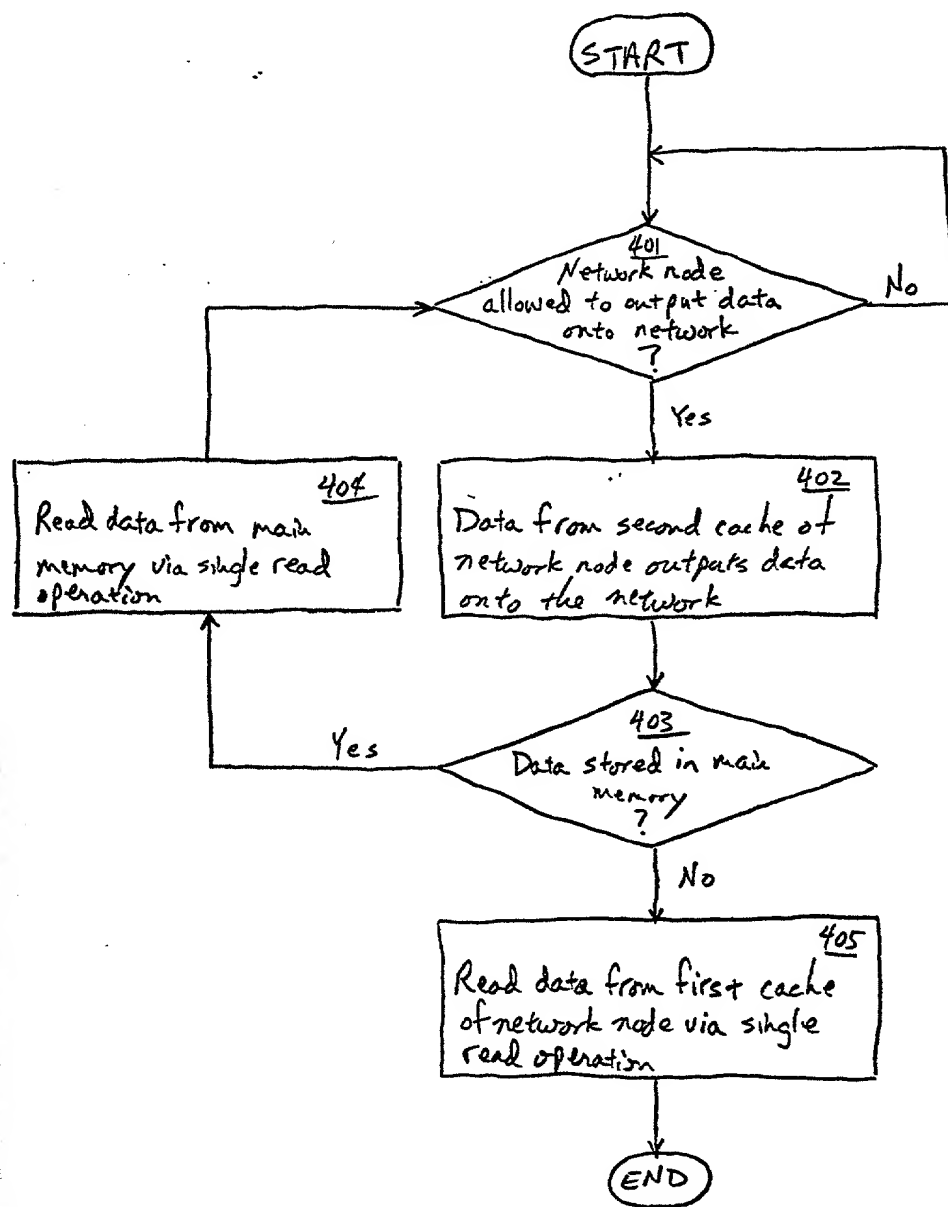 START
401
Network node
allowed to output data
onto network
?
No
Yes
404
Read data from main
memory via single read
operation
402
Data from second cache of
network node outputs data
onto the network
403
Data stored in main
memory
?
Yes
No
405
Read data from first cache
of network node via single
read operation
END